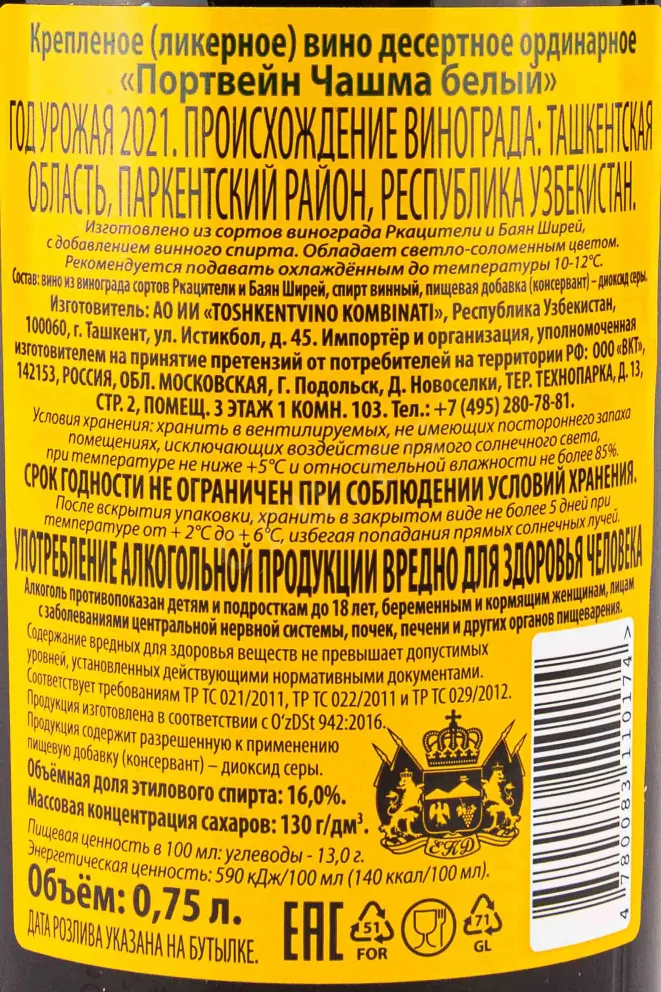 Крепленое (ликерное) вино десертное ординарное
«Портвейн Чашма белый»
ГОД УРОЖАЯ 2021. ПРОИСХОЖДЕНИЕ ВИНОГРАДА: ТАШКЕНТСКАЯ
ОБЛАСТЬ, ПАРКЕНТСКИЙ РАЙОН, РЕСПУБЛИКА УЗБЕКИСТАН.
Изготовлено из сортов винограда Ркацители и Баян Ширей,
с добавлением винного спирта. Обладает светло-соломенным цветом.
Рекомендуется подавать охлаждённым до температуры 10-12°С.
Состав: вино из винограда сортов Ркацители и Баян Ширей, спирт винный, пищевая добавка (консервант) – диоксид серы.
Изготовитель: АО ИИ «TOSHKENTVINO KOMBINATI», Республика Узбекистан,
100060, г. Ташкент, ул. Истикбол, д. 45. Импортёр и организация, уполномоченная
изготовителем на принятие претензий от потребителей на территории РФ: ООО «ВКТ»,
142153, РОССИЯ, ОБЛ. МОСКОВСКАЯ, Г. Подольск, Д. Новоселки, ТЕР. ТЕХНОПАРКА, Д. 13,
СТР. 2, ПОМЕЩ. 3 ЭТАЖ 1 КОМН. 103. Тел.: +7 (495) 280-78-81.
Условия хранения: хранить в вентилируемых, не имеющих постороннего запаха
помещениях, исключающих воздействие прямого солнечного света,
при температуре не ниже +5°С и относительной влажности не более 85%.
СРОК ГОДНОСТИ НЕ ОГРАНИЧЕН ПРИ СОБЛЮДЕНИИ УСЛОВИЙ ХРАНЕНИЯ.
После вскрытия упаковки, хранить в закрытом виде не более 5 дней при
температуре от + 2°С до + 6°С, избегая попадания прямых солнечных лучей.
УПОТРЕБЛЕНИЕ АЛКОГОЛЬНОЙ ПРОДУКЦИИ ВРЕДНО ДЛЯ ЗДОРОВЬЯ ЧЕЛОВЕКА
Алкоголь противопоказан детям и подросткам до 18 лет, беременным и кормящим женщинам, лицам
с заболеваниями центральной нервной системы, почек, печени и других органов пищеварения.
Содержание вредных для здоровья веществ не превышает допустимых
уровней, установленных действующими нормативными документами.
Соответствует требованиям ТР ТС 021/2011, ТР ТС 022/2011 и ТР ТС 029/2012.
Продукция изготовлена в соответствии с O'zDSt 942:2016.
Продукция содержит разрешенную к применению
пищевую добавку (консервант) – диоксид серы.
Объёмная доля этилового спирта: 16,0%.
Массовая концентрация сахаров: 130 г/дм³.
Пищевая ценность в 100 мл: углеводы - 13,0 г.
Энергетическая ценность: 590 кДж/100 мл (140 ккал/100 мл).
ЕКД
Объём: 0,75 л.
ДАТА РОЗЛИВА УКАЗАНА НА БУТЫЛКЕ.
ЕАС
51
FOR
71
GL
4 780083 110174 >